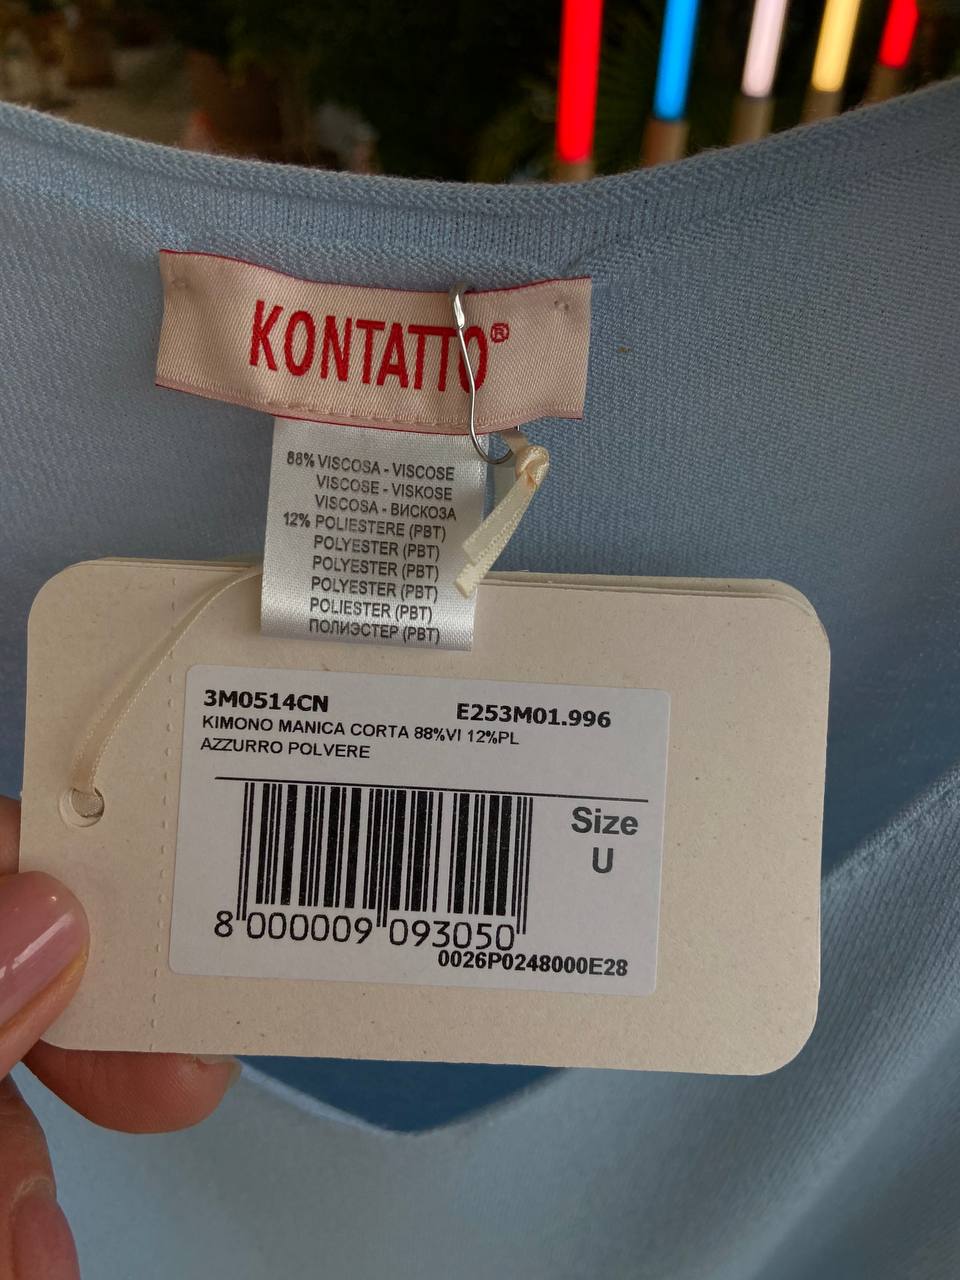 KONTATTO®
88% VISCOSA - VISCOSE
VISCOSE - VISKOSE
VISCOSA - ВИСКОЗА
12% POLIESTERE (PBT)
POLYESTER (PBT)
POLYESTER (PBT)
POLYESTER (PBT)
POLIESTER (PBT)
ПОЛИЭСТЕР (PBT)
3M0514CN E253M01.996
KIMONO MANICA CORTA 88%VI 12%PL
AZZURRO POLVERE
Size
U
8 000009 093050
0026P0248000E28